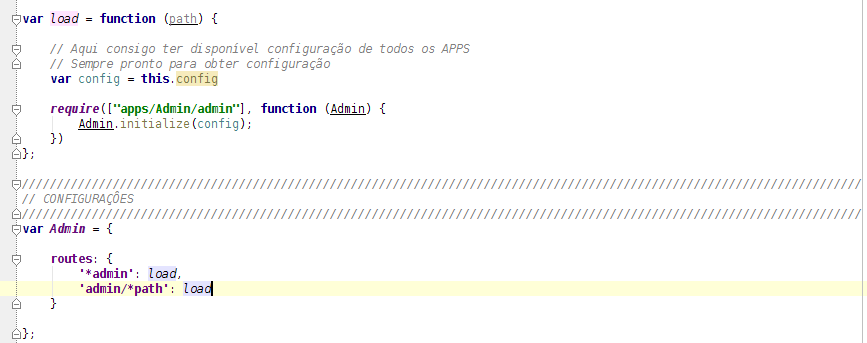 var load = function (path) {
// Aqui consigo ter disponível configuração de todos os APPS
// Sempre pronto para obter configuração
var config = this.config
require(["apps/Admin/admin"], function (Admin) {
Admin.initialize(config);
})
};
////////////////////////////////////////////////////////////////////////////////////////////////////////////////////////
// CONFIGURAÇÕES
////////////////////////////////////////////////////////////////////////////////////////////////////////////////////////
var Admin = {
routes: {
'*admin': load,
'admin/*path': load
}
};